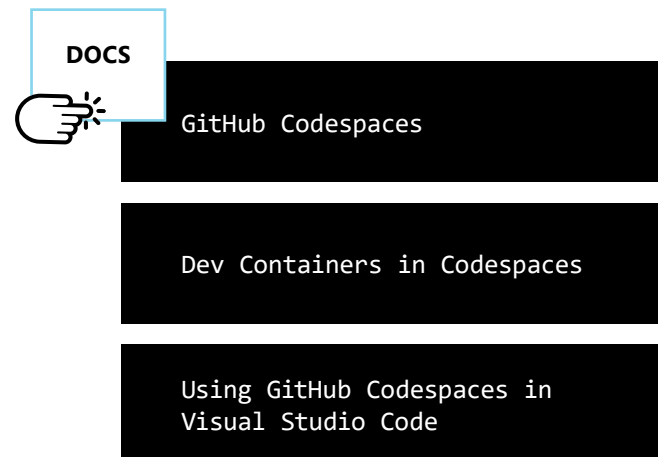 DOCS
GitHub Codespaces
Dev Containers in Codespaces
Using GitHub Codespaces in
Visual Studio Code